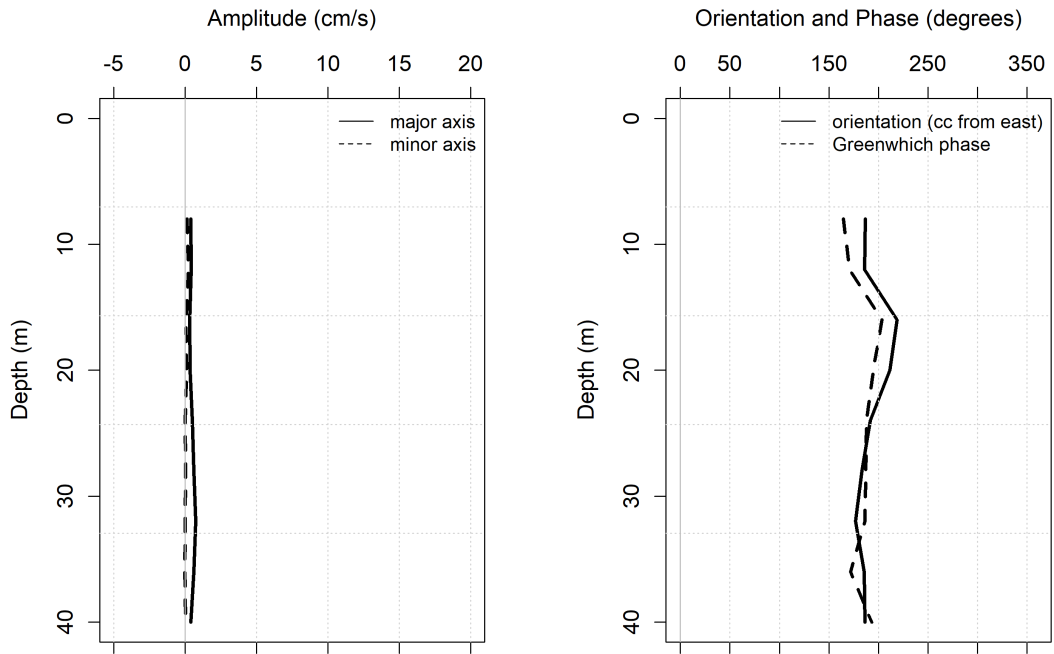 Amplitude (cm/s)
-5 0 5 10 15 20
major axis
minor axis
Depth (m)
0
10
20
30
40
Orientation and Phase (degrees)
0 50 150 250 350
orientation (cc from east)
Greenwhich phase
Depth (m)
0
10
20
30
40